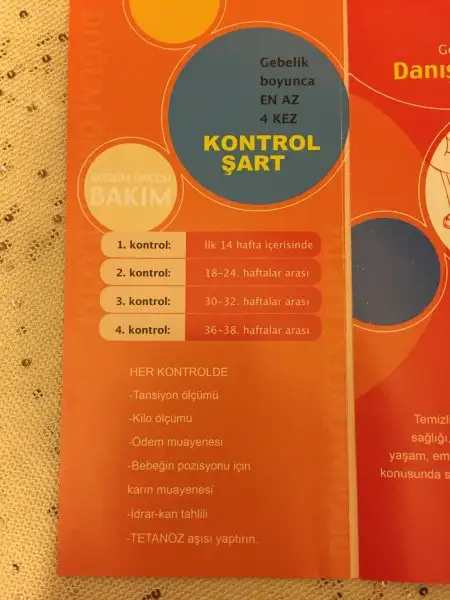 Gebelik
boyunca
EN AZ
4 KEZ
KONTROL
ŞART
DOĞUM ÖNCESİ
BAKIM
1. kontrol: İlk 14 hafta içerisinde
2. kontrol: 18-24. haftalar arası
3. kontrol: 30-32. haftalar arası
4. kontrol: 36-38. haftalar arası
HER KONTROLDE
-Tansiyon ölçümü
-Kilo ölçümü
-Ödem muayenesi
-Bebeğin pozisyonu için
karın muayenesi
-İdrar-kan tahlili
-TETANOZ aşısı yaptırın.
Ge
Danış
Temizli
sağlığı,
yaşam, em
konusunda s